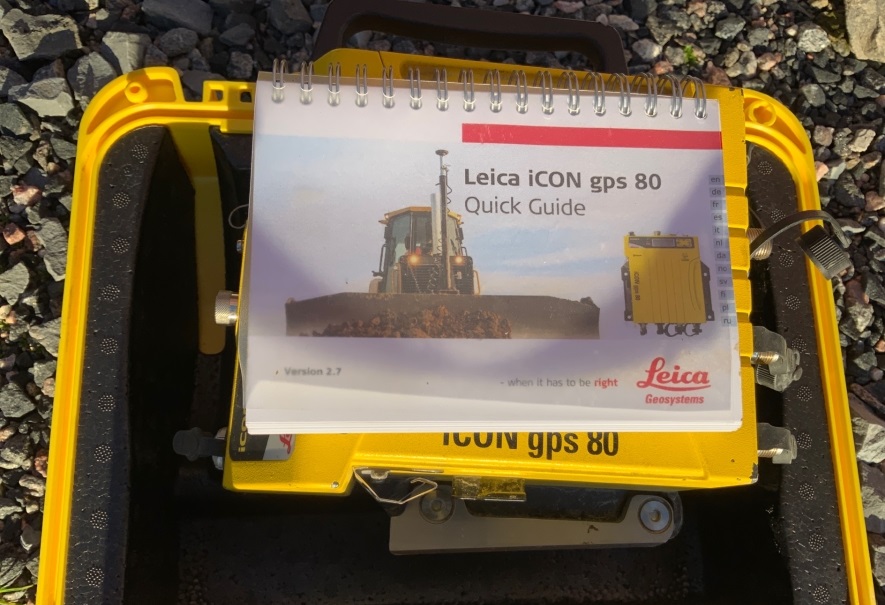 Leica iCON gps 80
Quick Guide
en
de
fr
es
it
nl
da
no
sv
fi
pl
ru
Version 2.7
- when it has to be right
Leica
Geosystems
iCON gps 80